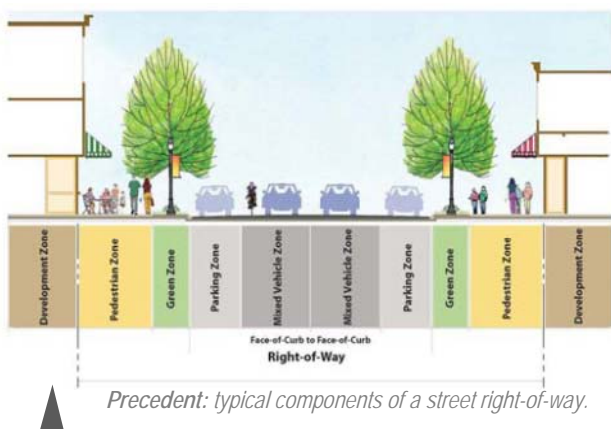 Development Zone
Pedestrian Zone
Green Zone
Parking Zone
Mixed Vehicle Zone
Mixed Vehicle Zone
Parking Zone
Green Zone
Pedestrian Zone
Development Zone
Face-of-Curb to Face-of-Curb
Right-of-Way
Precedent: typical components of a street right-of-way.